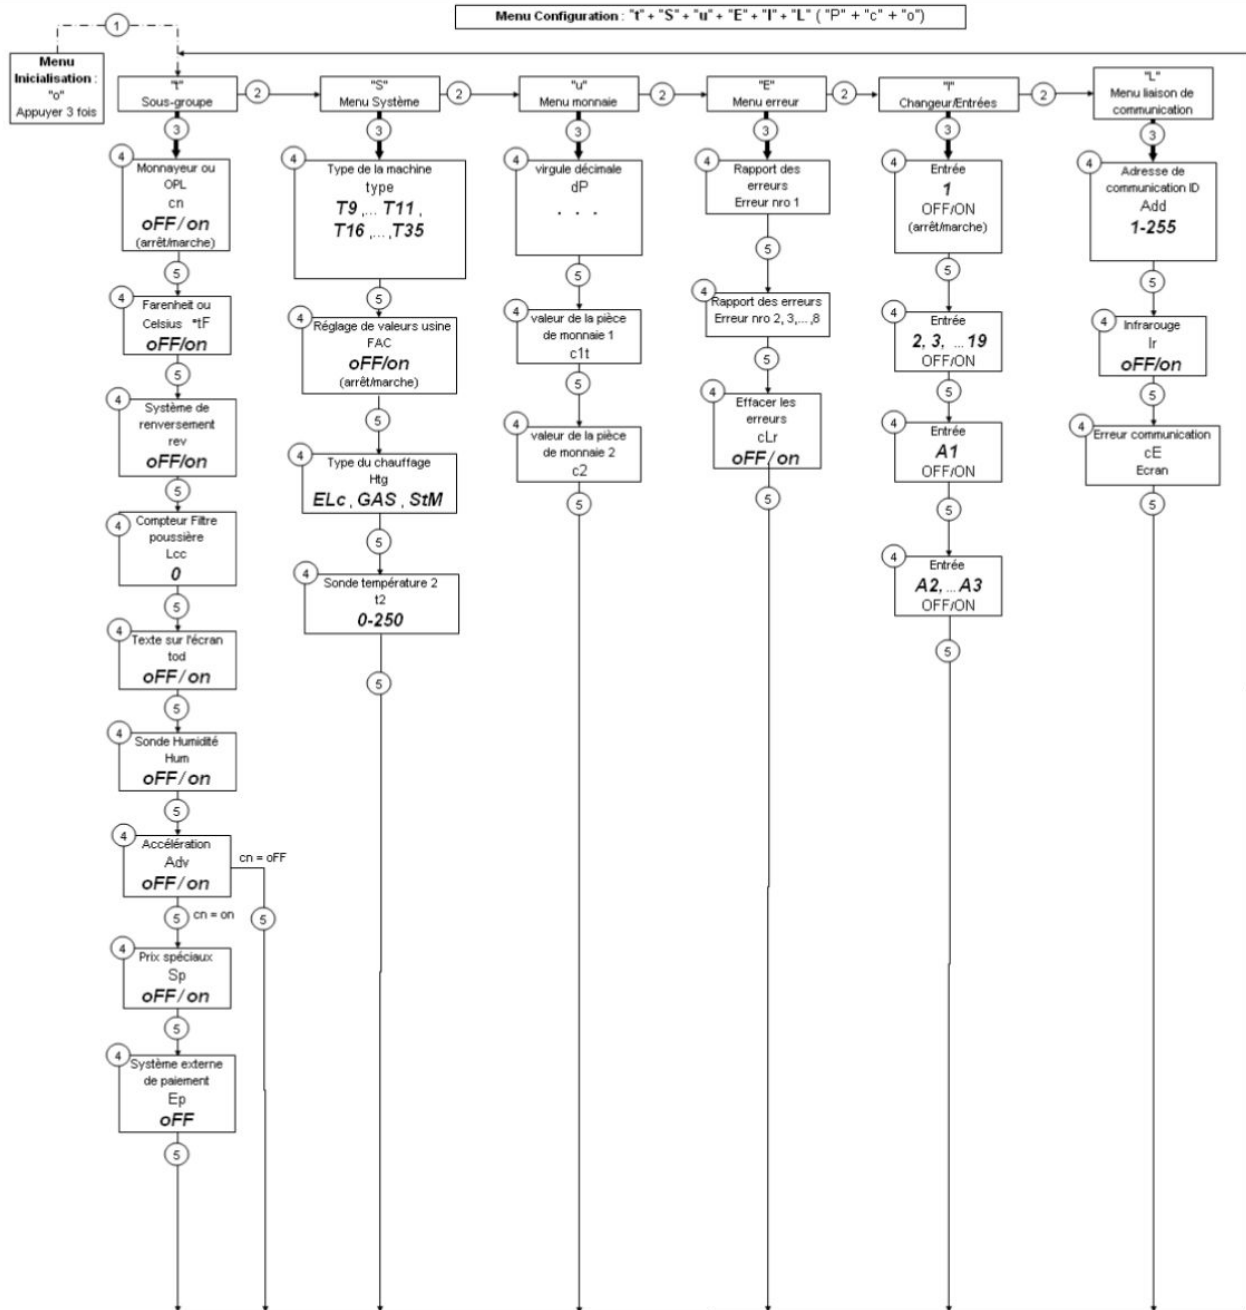 Menu Configuration : "t" + "S" + "u" + "E" + "I" + "L" ( "P" + "c" + "o")
1
Menu
Inicialisation :
"o"
Appuyer 3 fois
"t"
Sous-groupe
2
"S"
Menu Système
2
"u"
Menu monnaie
2
"E"
Menu erreur
2
"I"
Changeur/Entrées
2
"L"
Menu liaison de
communication
3
4
Monnayeur ou
OPL
cn
oFF/on
(arrêt/marche)
5
4
Farenheit ou
Celsius *tF
oFF/on
5
4
Système de
renversement
rev
oFF/on
5
4
Compteur Filtre
poussière
Lcc
0
5
4
Texte sur l'écran
tod
oFF/on
5
4
Sonde Humidité
Hum
oFF/on
5
4
Accélération
Adv
oFF/on
cn = oFF
5
cn = on
5
4
Prix spéciaux
Sp
oFF/on
5
4
Système externe
de paiement
Ep
oFF
5
3
4
Type de la machine
type
T9 ,... T11 ,
T16 ,...,T35
5
4
Réglage de valeurs usine
FAC
oFF/on
(arrêt/marche)
5
4
Type du chauffage
Htg
ELc , GAS , StM
5
4
Sonde température 2
t2
0-250
5
3
4
virgule décimale
dP
. . .
5
4
valeur de la pièce
de monnaie 1
c1t
5
4
valeur de la pièce
de monnaie 2
c2
5
3
4
Rapport des
erreurs
Erreur nro 1
5
4
Rapport des erreurs
Erreur nro 2, 3,...,8
5
4
Effacer les
erreurs
cLr
oFF/on
5
3
4
Entrée
1
OFF/ON
(arrêt/marche)
5
4
Entrée
2, 3, ...19
OFF/ON
5
4
Entrée
A1
OFF/ON
5
4
Entrée
A2,...A3
OFF/ON
5
3
4
Adresse de
communication ID
Add
1-255
5
4
Infrarouge
Ir
oFF/on
5
4
Erreur communication
cE
Ecran
5